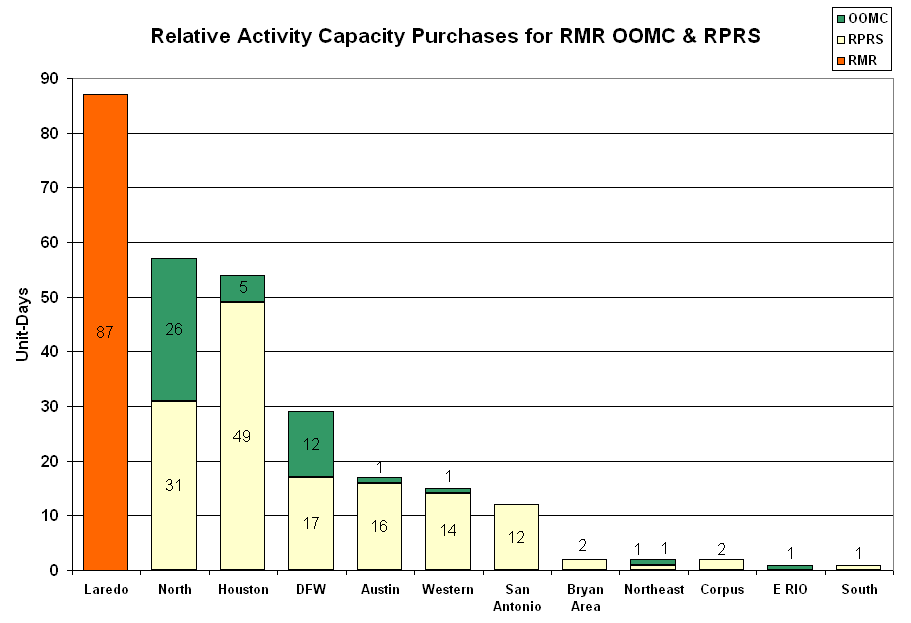 Relative Activity Capacity Purchases for RMR OOMC & RPRS
OOMC
RPRS
RMR
Unit-Days
90
80
70
60
50
40
30
20
10
0
87
26
31
5
49
12
17
1
16
1
14
12
2
1 1
2
1
1
Laredo
North
Houston
DFW
Austin
Western
San
Antonio
Bryan
Area
Northeast
Corpus
E RIO
South